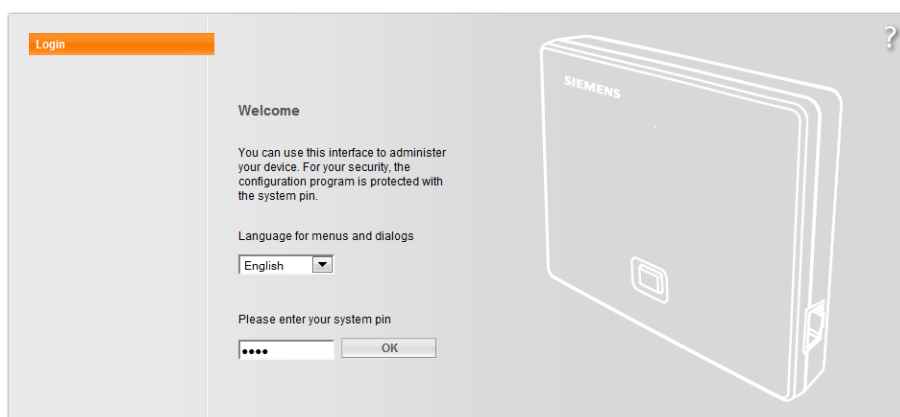 Login
?
SIEMENS
Welcome
You can use this interface to administer
your device. For your security, the
configuration program is protected with
the system pin.
Language for menus and dialogs
English
Please enter your system pin
••••
OK